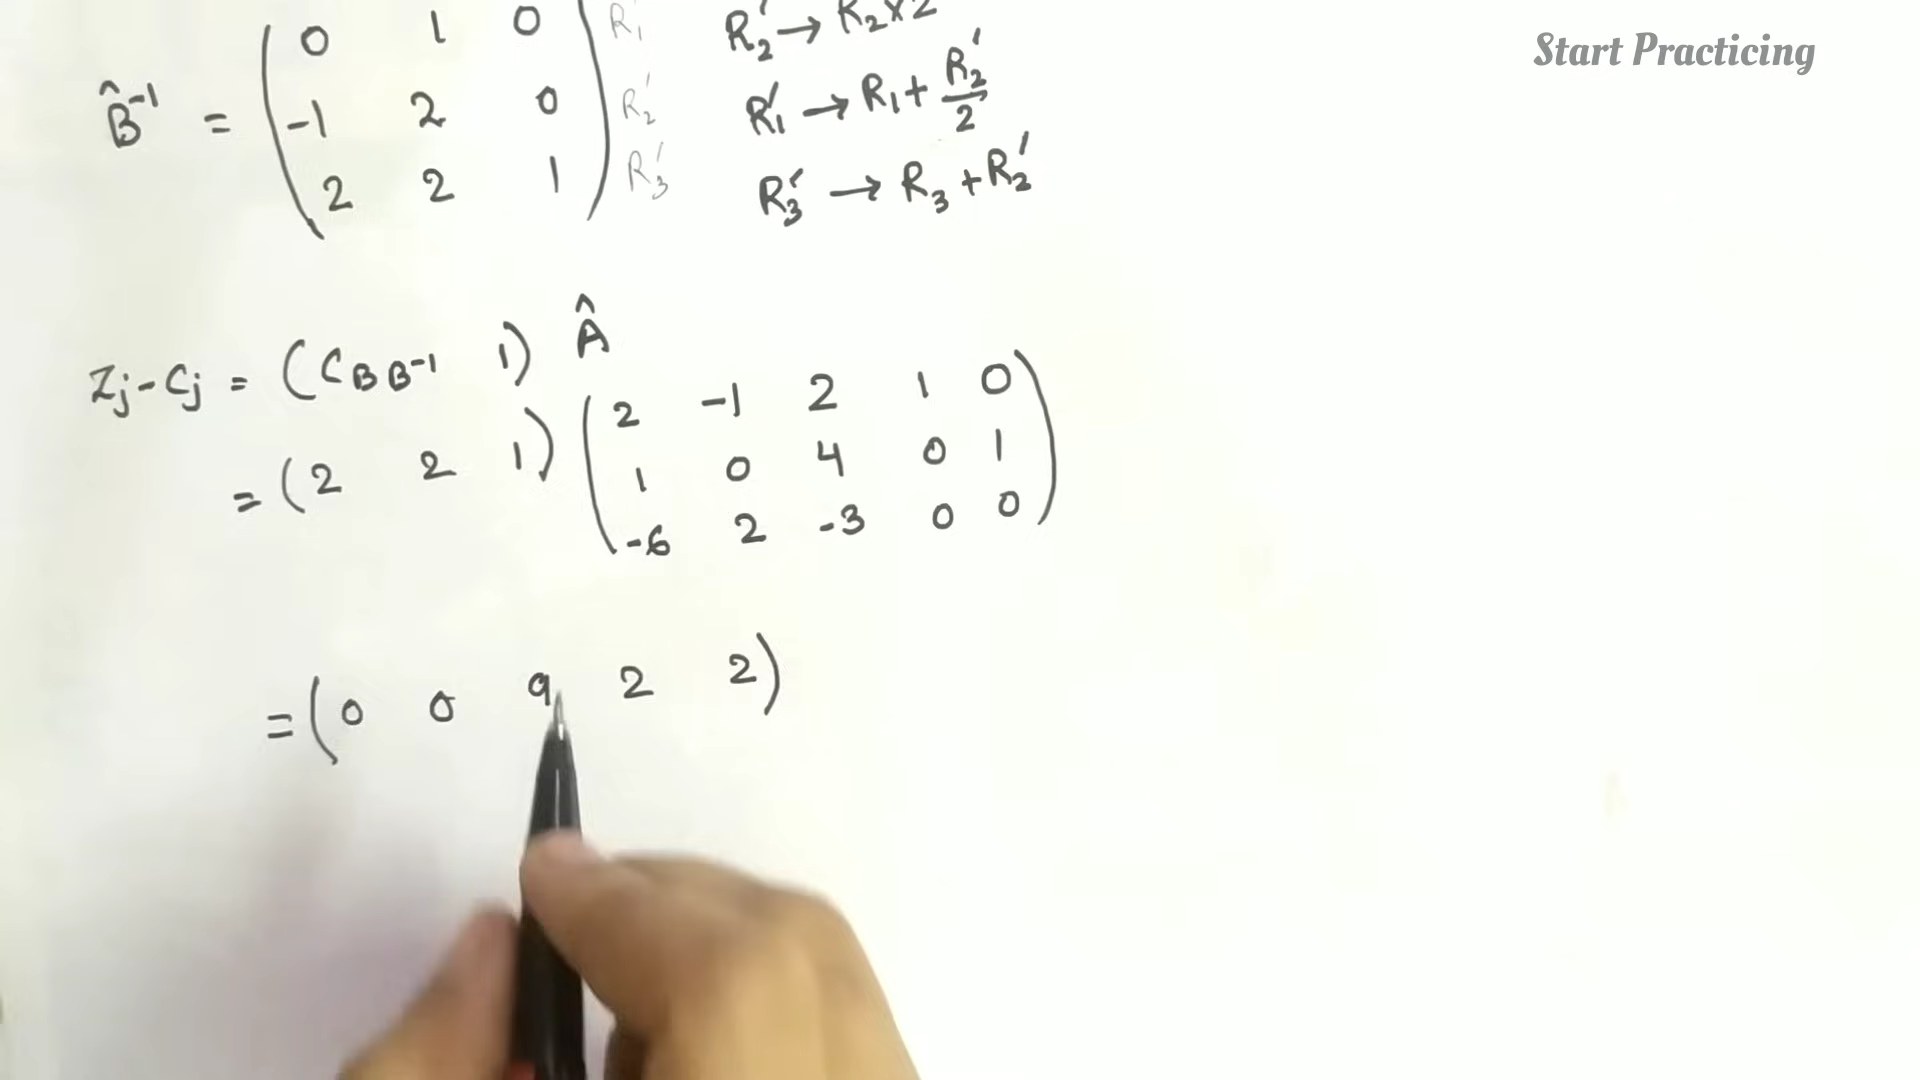 Start Practicing
0 1 0 R₁' R₂' → R₂×2
B̂⁻¹ = -1 2 0 R₂' R₁' → R₁ + R₂'/2
2 2 1 R₃' R₃' → R₃ + R₂'
Zj - Cj = (C_B B⁻¹ 1) Â
2 -1 2 1 0
= (2 2 1) 1 0 4 0 1
-6 2 -3 0 0
= (0 0 9 2 2)